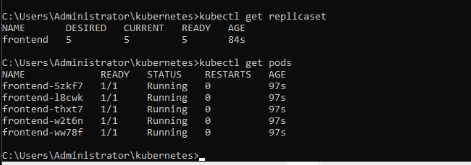 C:\Users\Administrator\kubernetes>kubectl get replicaset
NAME DESIRED CURRENT READY AGE
frontend 5 5 5 84s
C:\Users\Administrator\kubernetes>kubectl get pods
NAME READY STATUS RESTARTS AGE
frontend-5zkf7 1/1 Running 0 97s
frontend-l8cwk 1/1 Running 0 97s
frontend-thxt7 1/1 Running 0 97s
frontend-w2t6n 1/1 Running 0 97s
frontend-ww78f 1/1 Running 0 97s
C:\Users\Administrator\kubernetes>